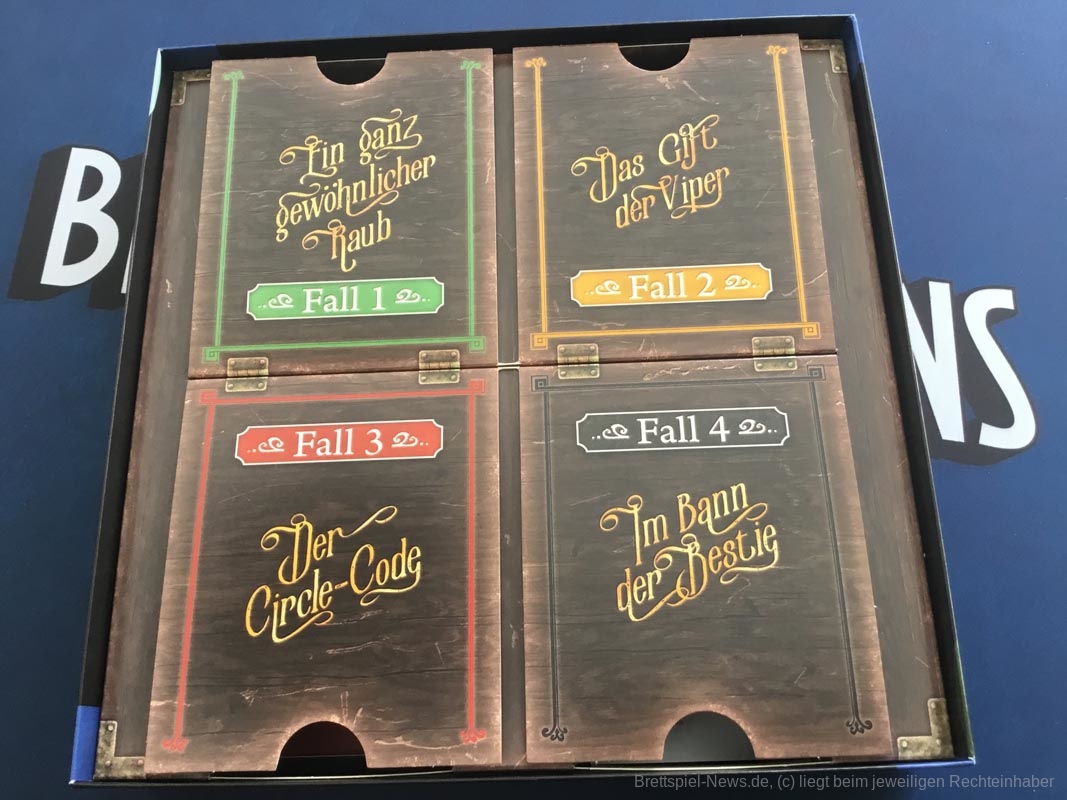 Ein ganz
gewöhnlicher
Raub
Fall 1
Das Gift
der Viper
Fall 2
Fall 3
Der
Circle-Code
Fall 4
Im Bann
der Bestie
Brettspiel-News.de, (c) liegt beim jeweiligen Rechteinhaber